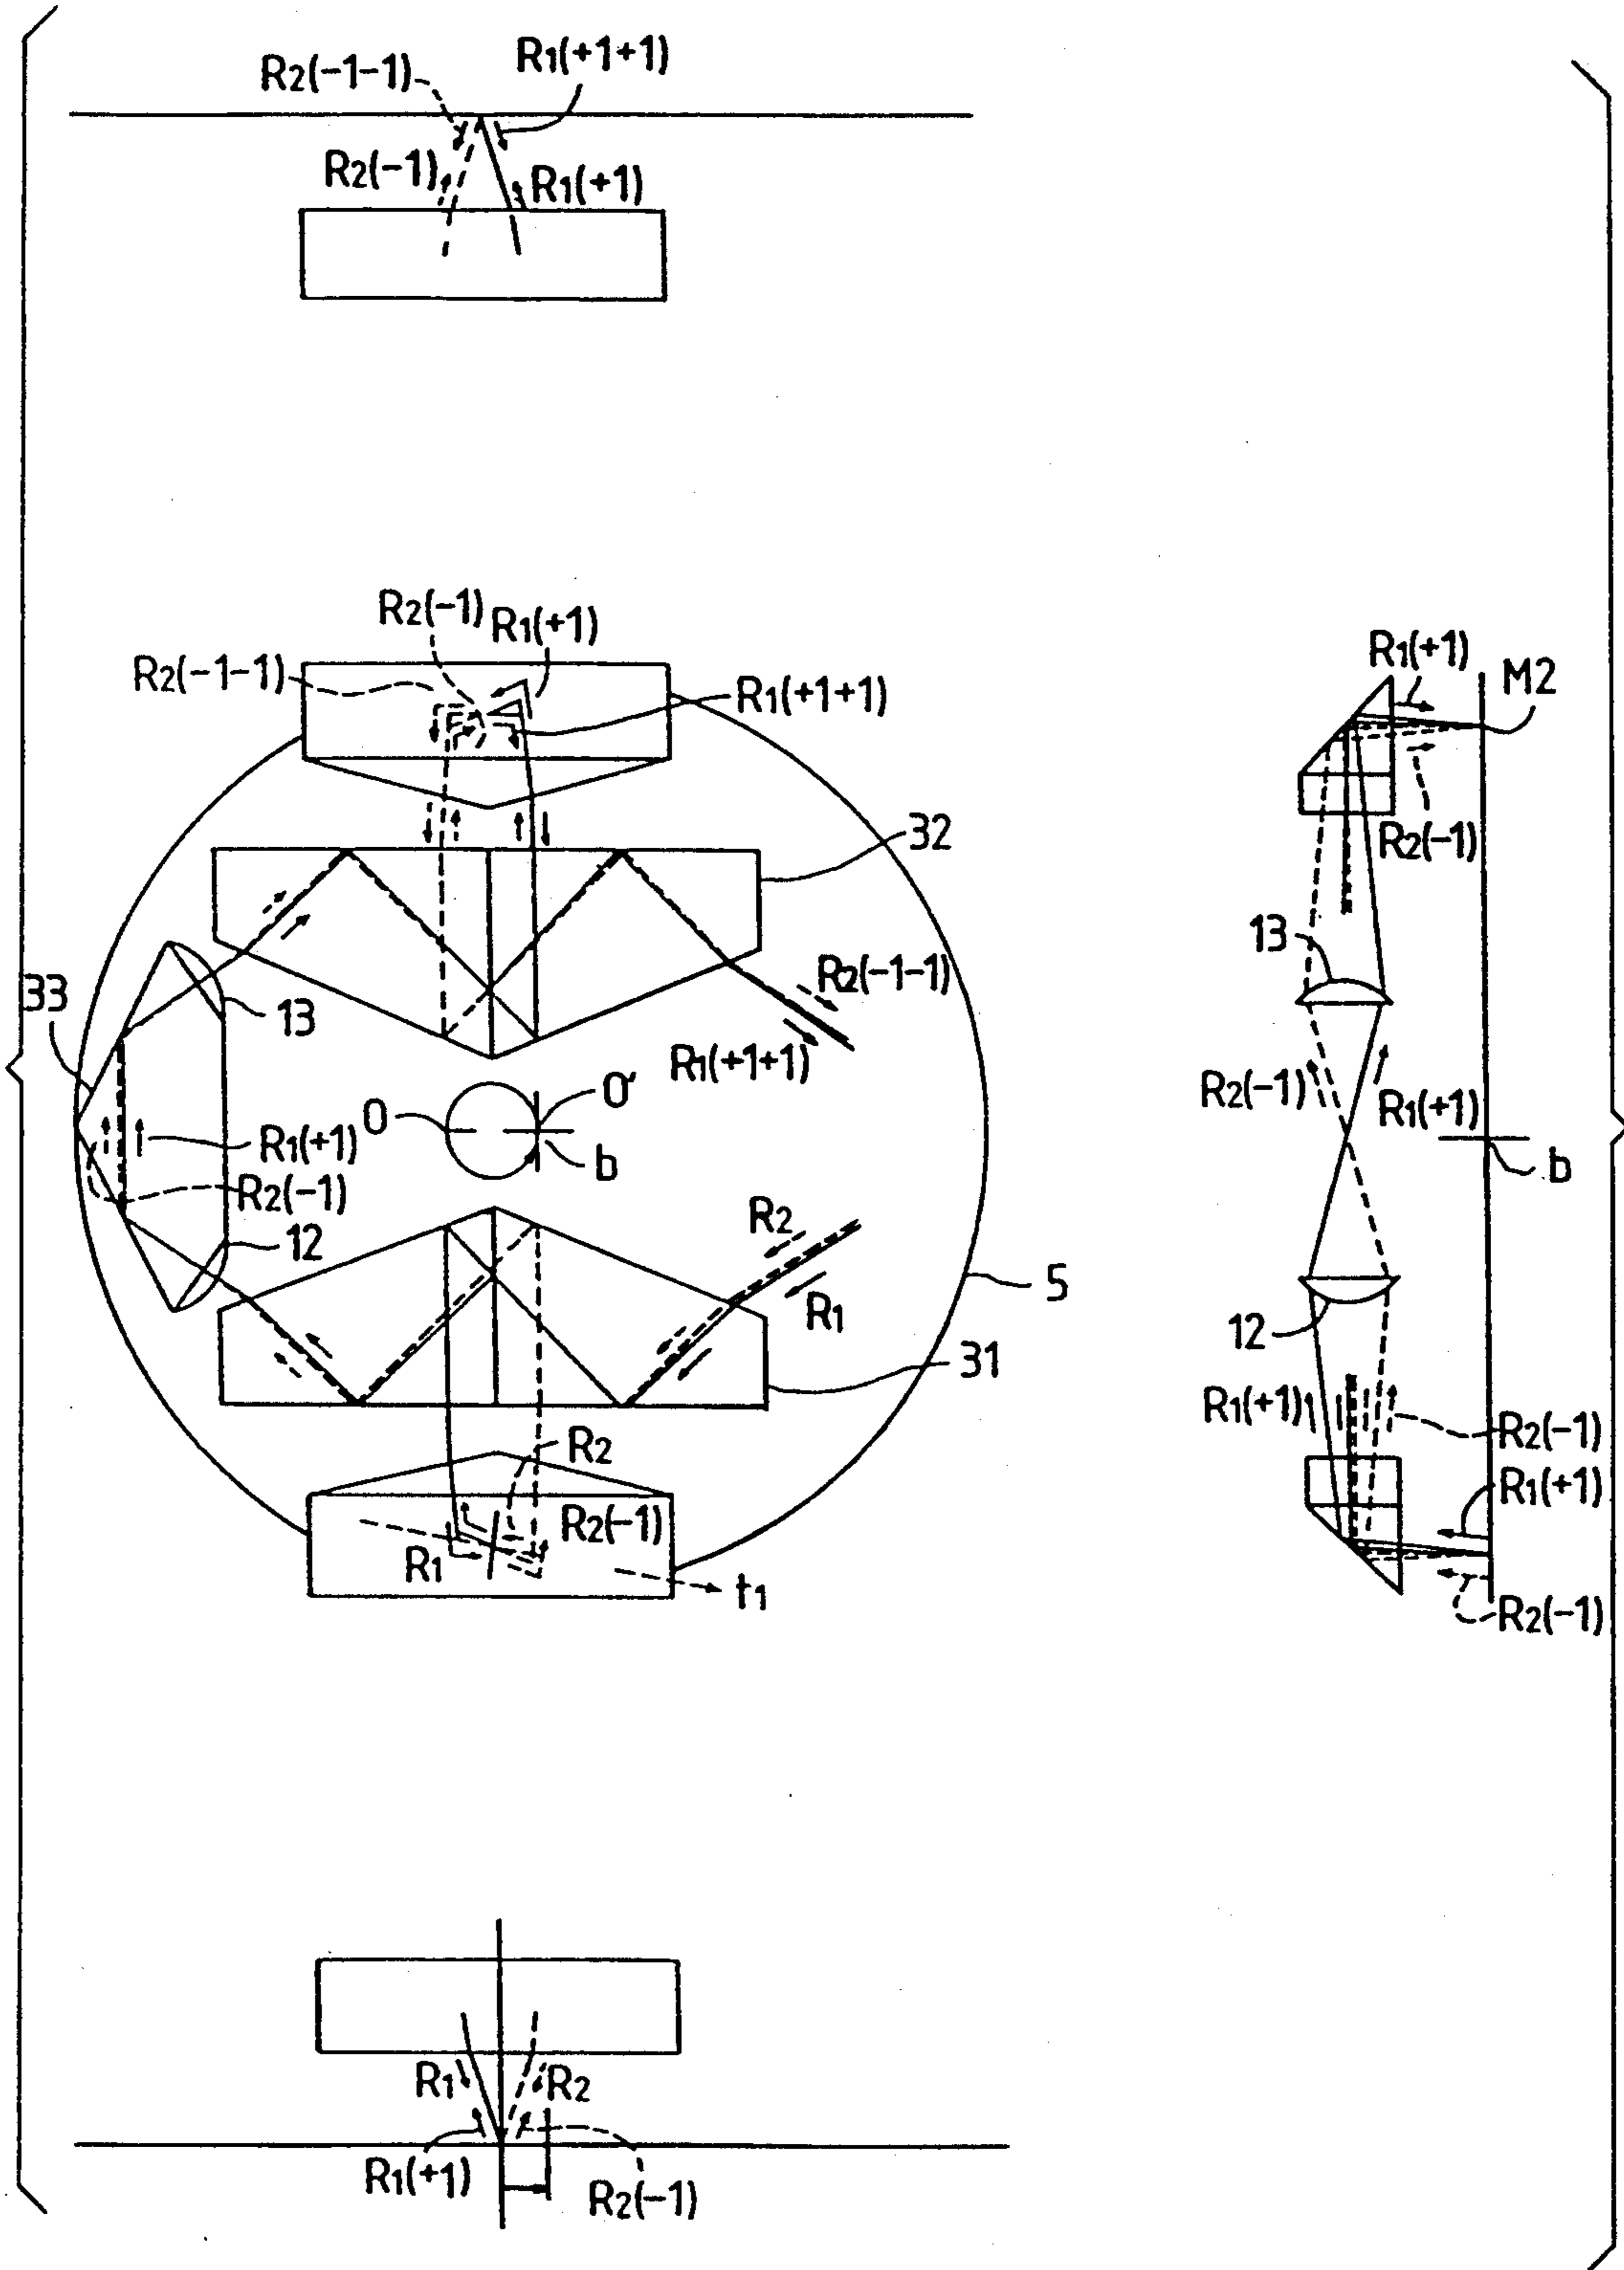 R2(-1-1)
R1(+1+1)
R2(-1)
R1(+1)
R2(-1)
R1(+1)
R2(-1-1)
R1(+1+1)
32
33
13
R2(-1-1)
R1(+1+1)
O
O'
b
R1(+1)
R2(-1)
12
R2
R1
5
31
R2
R2(-1)
R1
t1
R1
R2
R1(+1)
R2(-1)
R1(+1)
M2
R2(-1)
13
R2(-1)
R1(+1)
b
12
R1(+1)
R2(-1)
R1(+1)
R2(-1)